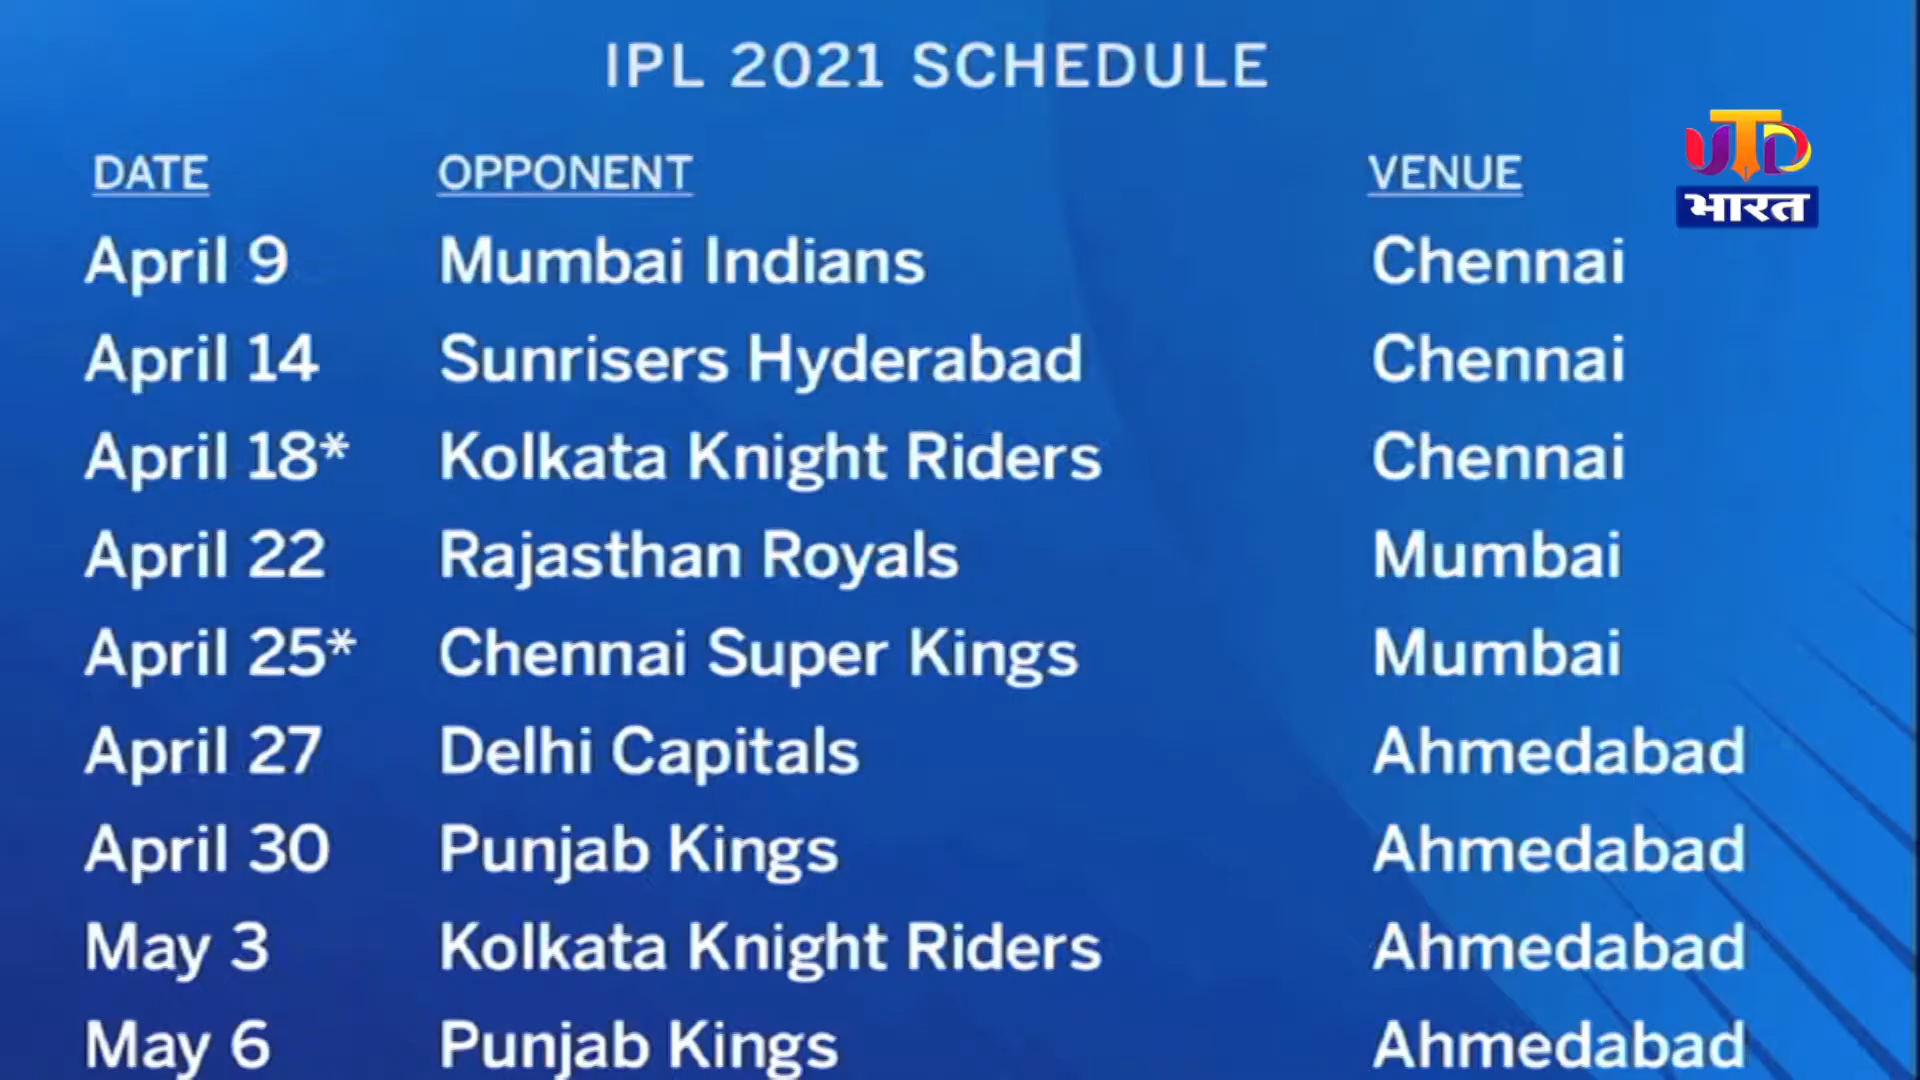 IPL 2021 SCHEDULE
UTD
भारत
DATE OPPONENT VENUE
April 9 Mumbai Indians Chennai
April 14 Sunrisers Hyderabad Chennai
April 18* Kolkata Knight Riders Chennai
April 22 Rajasthan Royals Mumbai
April 25* Chennai Super Kings Mumbai
April 27 Delhi Capitals Ahmedabad
April 30 Punjab Kings Ahmedabad
May 3 Kolkata Knight Riders Ahmedabad
May 6 Punjab Kings Ahmedabad